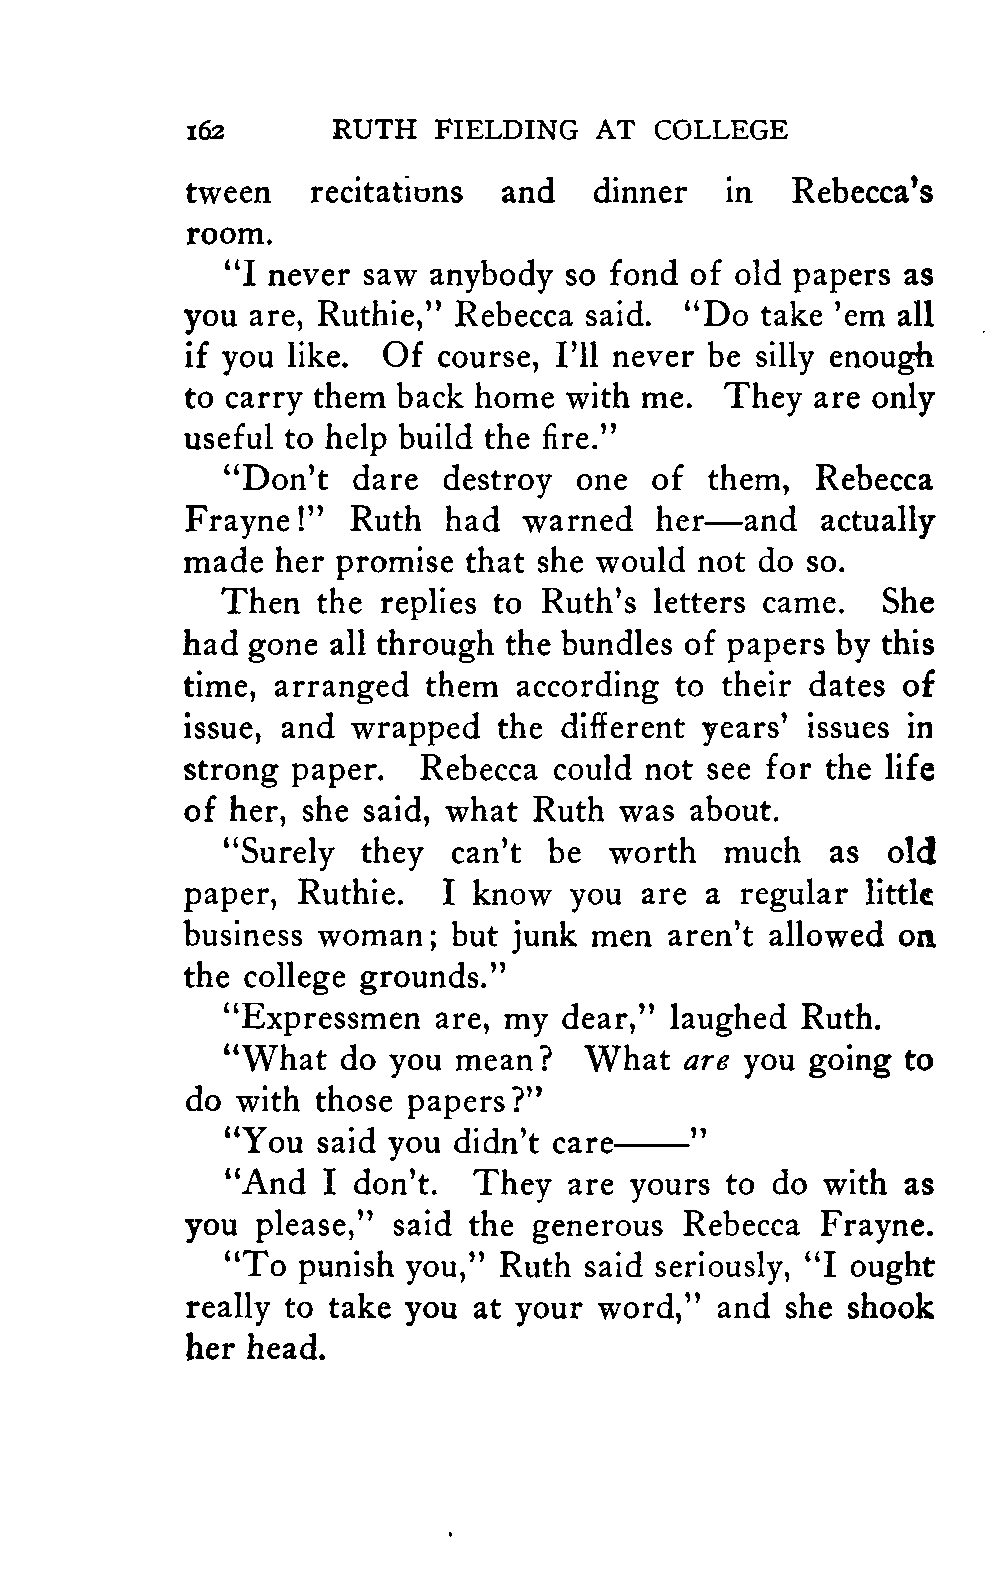 162 RUTH FIELDING AT COLLEGE
tween recitations and dinner in Rebecca's
room.
"I never saw anybody so fond of old papers as
you are, Ruthie," Rebecca said. "Do take 'em all
if you like. Of course, I'll never be silly enough
to carry them back home with me. They are only
useful to help build the fire."
"Don't dare destroy one of them, Rebecca
Frayne!" Ruth had warned her—and actually
made her promise that she would not do so.
Then the replies to Ruth's letters came. She
had gone all through the bundles of papers by this
time, arranged them according to their dates of
issue, and wrapped the different years' issues in
strong paper. Rebecca could not see for the life
of her, she said, what Ruth was about.
"Surely they can't be worth much as old
paper, Ruthie. I know you are a regular little
business woman; but junk men aren't allowed on
the college grounds."
"Expressmen are, my dear," laughed Ruth.
"What do you mean? What are you going to
do with those papers?"
"You said you didn't care——"
"And I don't. They are yours to do with as
you please," said the generous Rebecca Frayne.
"To punish you," Ruth said seriously, "I ought
really to take you at your word," and she shook
her head.